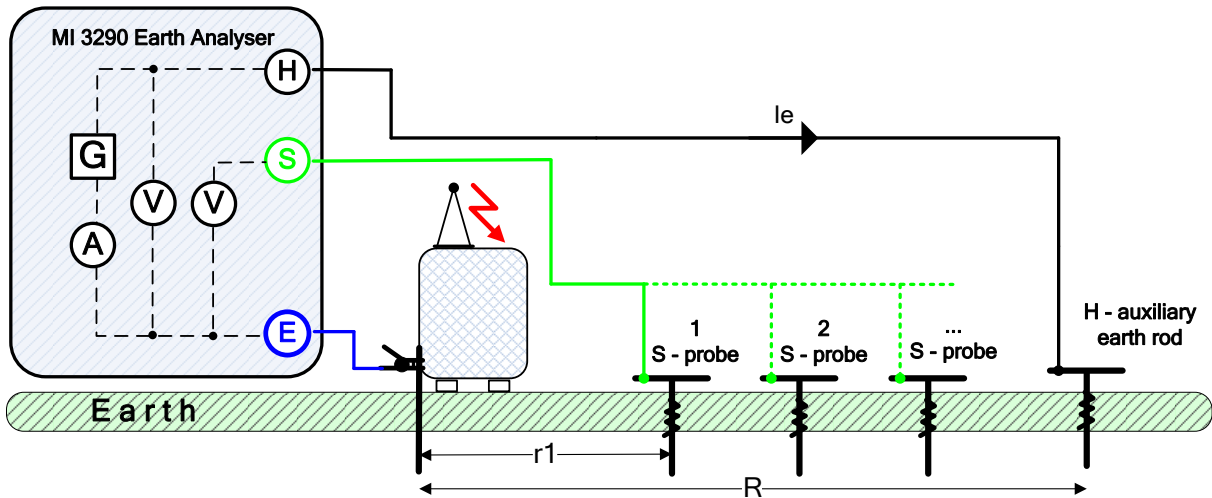 MI 3290 Earth Analyser
H
Ie
S
G
V
V
A
E
1
S - probe
2
S - probe
...
S - probe
H - auxiliary
earth rod
Earth
r1
R